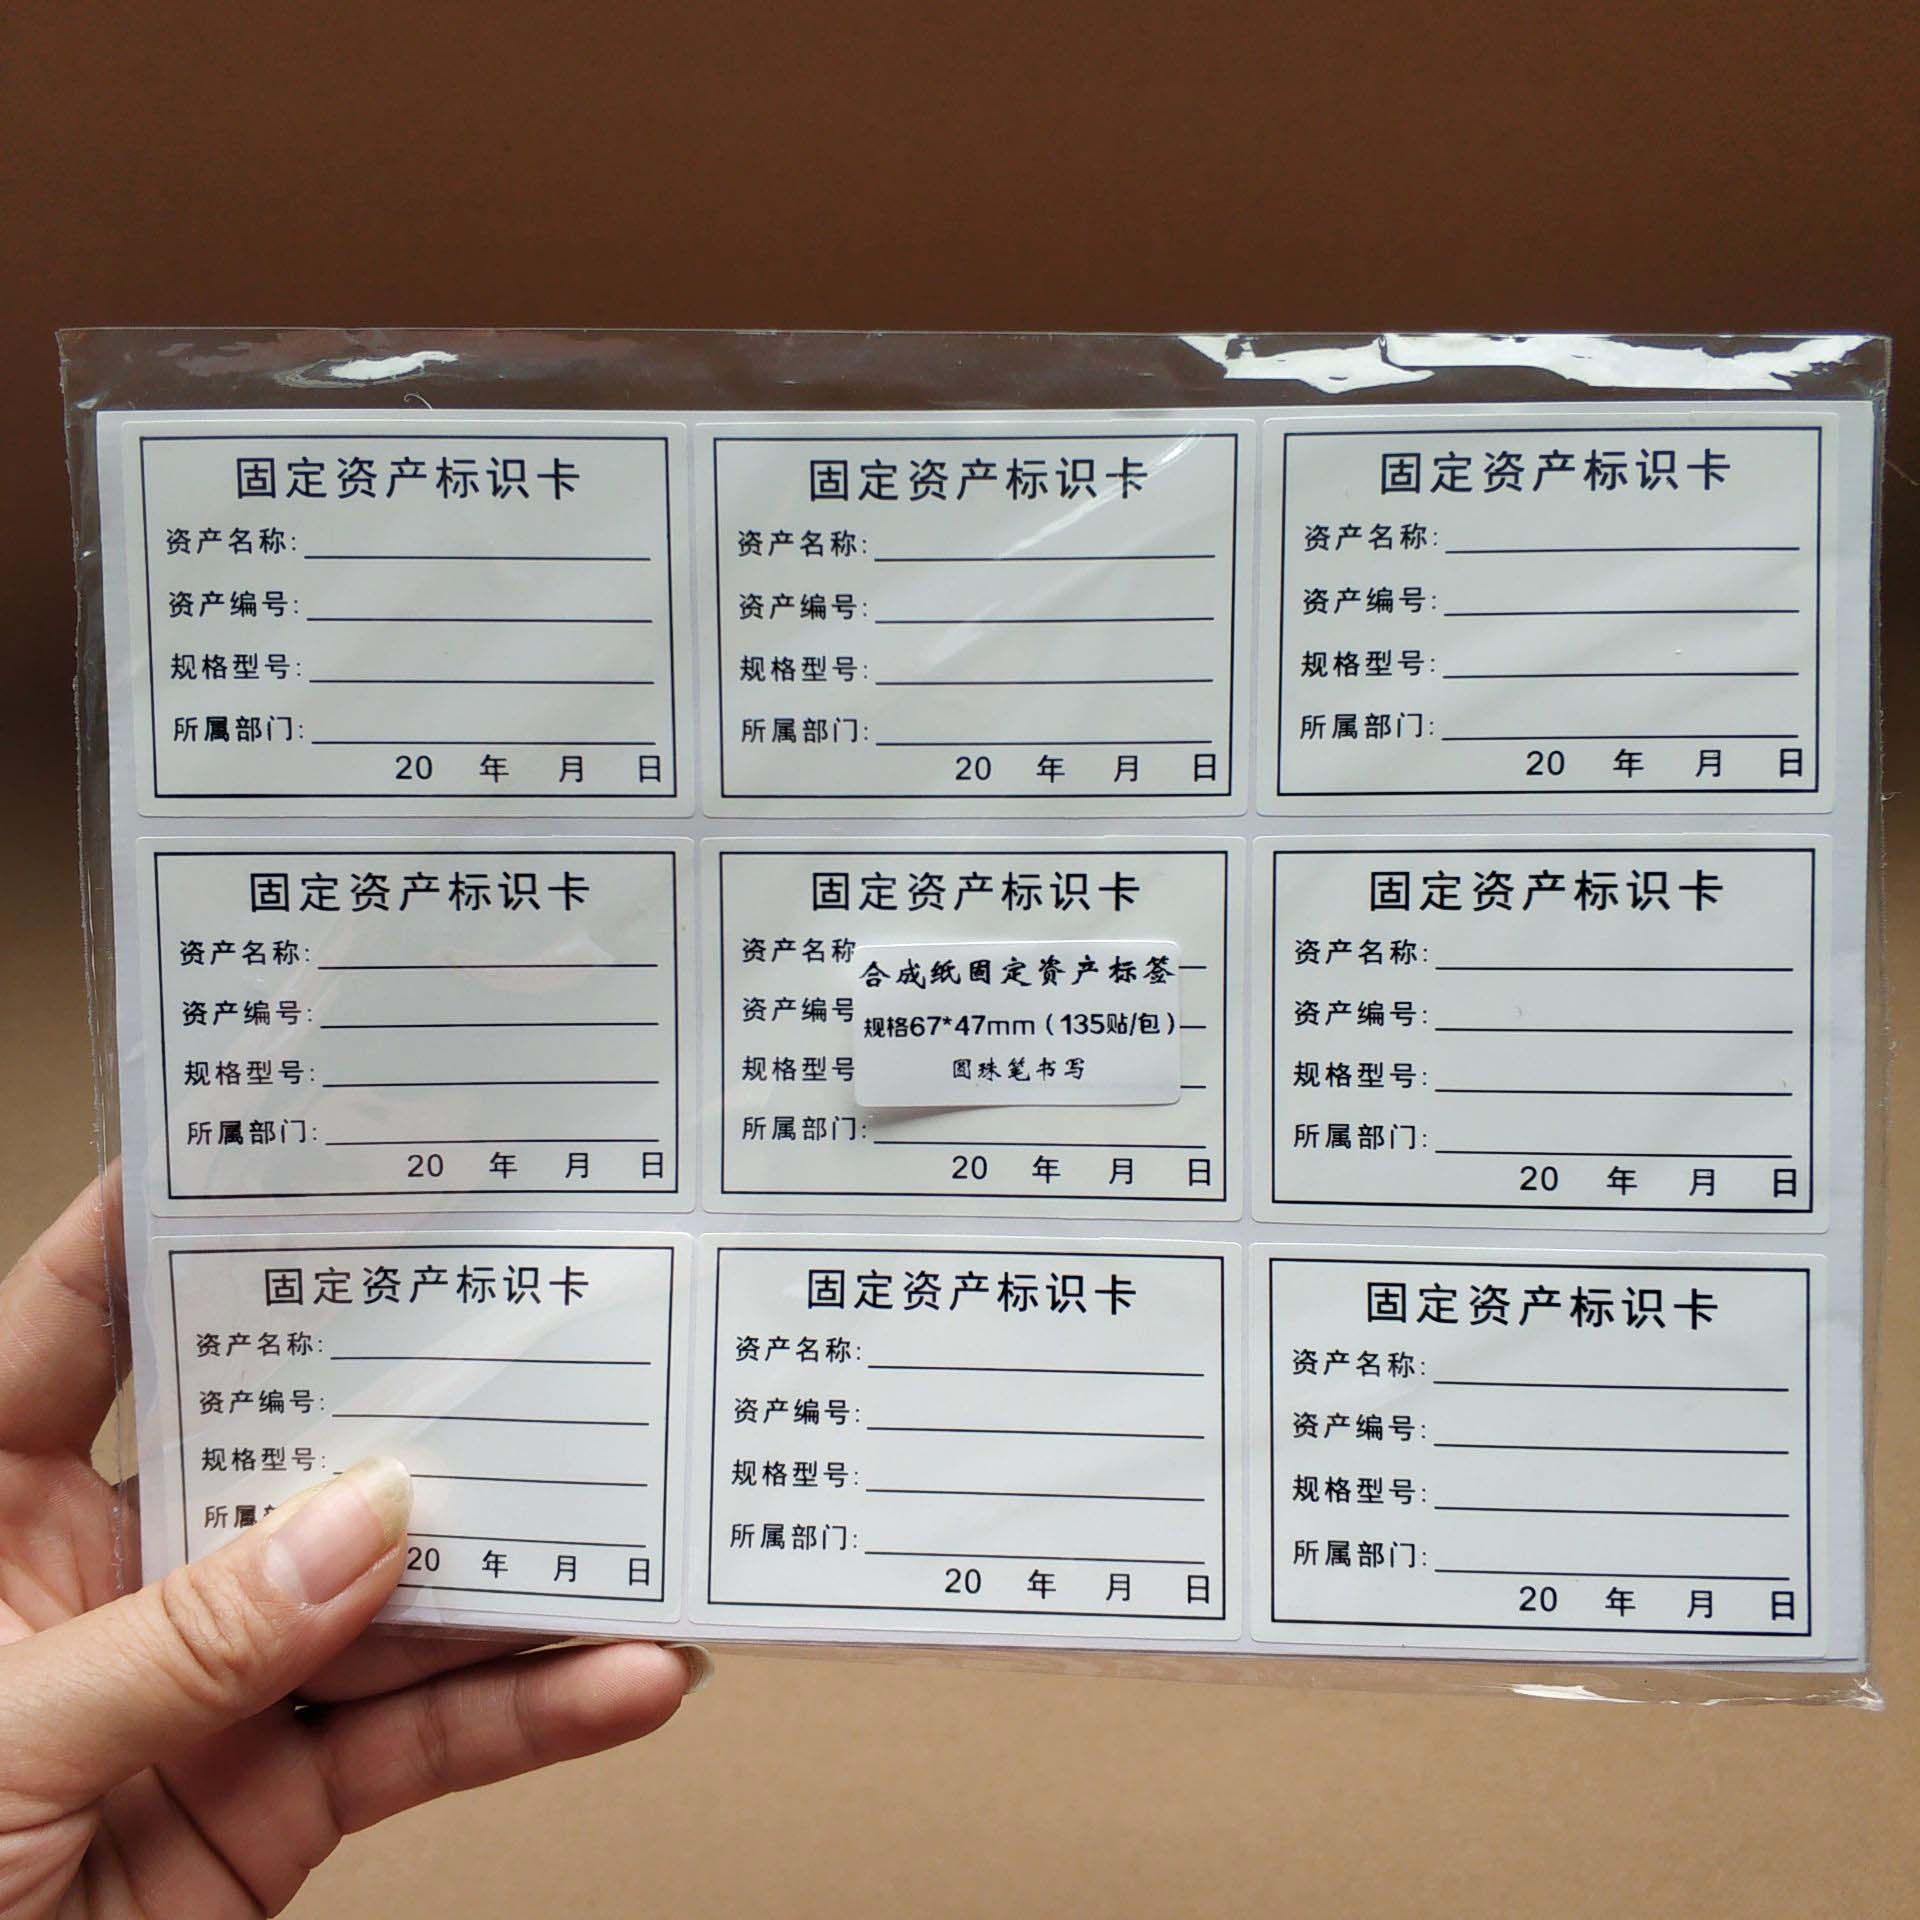 固定资产标识卡
资产名称:
资产编号:
规格型号:
所属部门:
20 年 月 日
固定资产标识卡
资产名称:
资产编号:
规格型号:
所属部门:
20 年 月 日
固定资产标识卡
资产名称:
资产编号:
规格型号:
所属部门:
20 年 月 日
固定资产标识卡
资产名称:
资产编号:
规格型号:
所属部门:
20 年 月 日
固定资产标识卡
资产名称
资产编号
规格型号
所属部门:
20 年 月 日
合成纸固定资产标签
规格67*47mm(135贴/包)
圆珠笔书写
固定资产标识卡
资产名称:
资产编号:
规格型号:
所属部门:
20 年 月 日
固定资产标识卡
资产名称:
资产编号:
规格型号:
所属
20 年 月 日
固定资产标识卡
资产名称:
资产编号:
规格型号:
所属部门:
20 年 月 日
固定资产标识卡
资产名称:
资产编号:
规格型号:
所属部门:
20 年 月 日